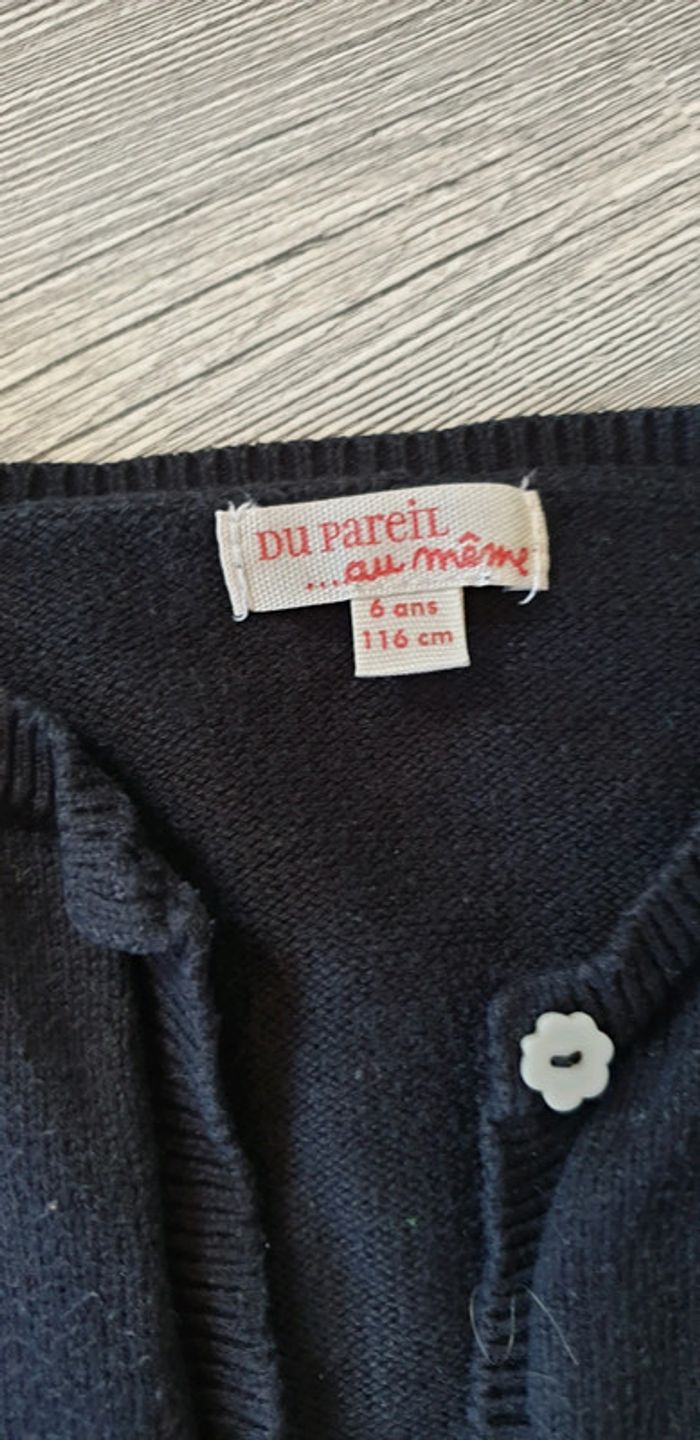 DU PAREIL
...au même
6 ans
116 cm